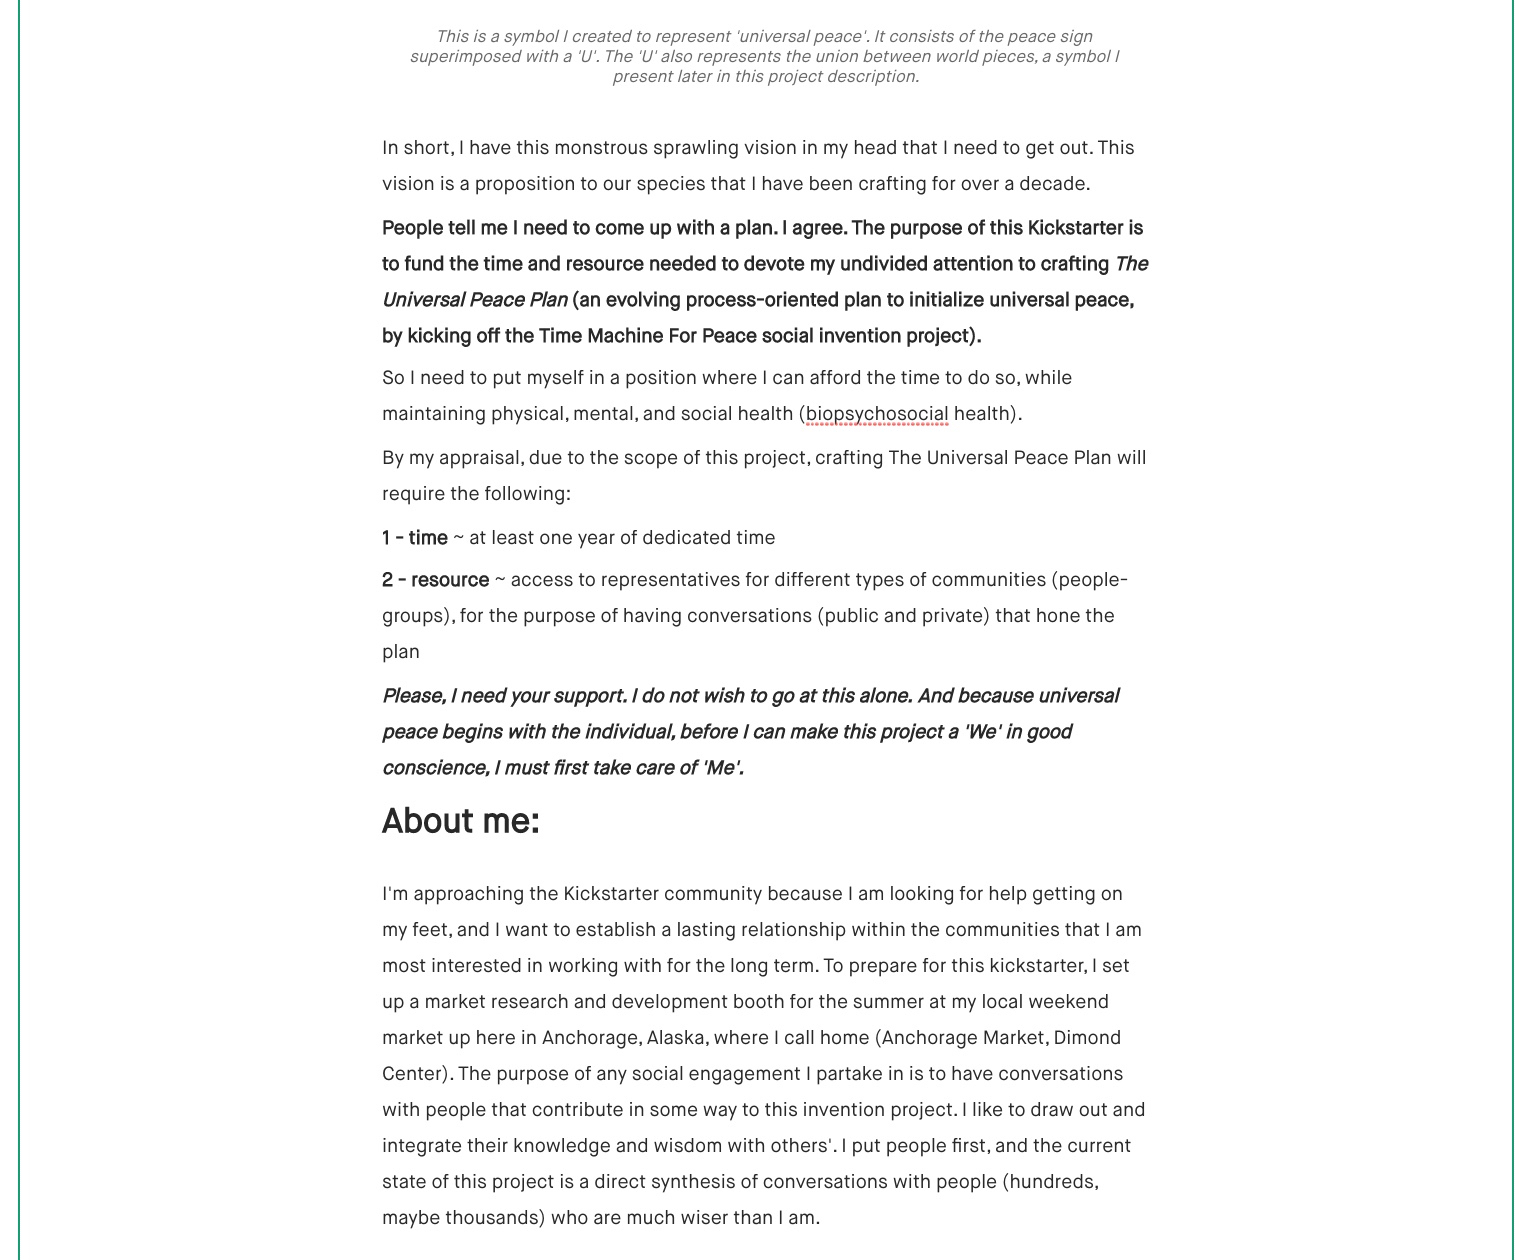 This is a symbol I created to represent 'universal peace'. It consists of the peace sign
superimposed with a 'U'. The 'U' also represents the union between world pieces, a symbol I
present later in this project description.
In short, I have this monstrous sprawling vision in my head that I need to get out. This
vision is a proposition to our species that I have been crafting for over a decade.
People tell me I need to come up with a plan. I agree. The purpose of this Kickstarter is
to fund the time and resource needed to devote my undivided attention to crafting The
Universal Peace Plan (an evolving process-oriented plan to initialize universal peace,
by kicking off the Time Machine For Peace social invention project).
So I need to put myself in a position where I can afford the time to do so, while
maintaining physical, mental, and social health (biopsychosocial health).
By my appraisal, due to the scope of this project, crafting The Universal Peace Plan will
require the following:
1 - time ~ at least one year of dedicated time
2 - resource ~ access to representatives for different types of communities (people-
groups), for the purpose of having conversations (public and private) that hone the
plan
Please, I need your support. I do not wish to go at this alone. And because universal
peace begins with the individual, before I can make this project a 'We' in good
conscience, I must first take care of 'Me'.
About me:
I'm approaching the Kickstarter community because I am looking for help getting on
my feet, and I want to establish a lasting relationship within the communities that I am
most interested in working with for the long term. To prepare for this kickstarter, I set
up a market research and development booth for the summer at my local weekend
market up here in Anchorage, Alaska, where I call home (Anchorage Market, Dimond
Center). The purpose of any social engagement I partake in is to have conversations
with people that contribute in some way to this invention project. I like to draw out and
integrate their knowledge and wisdom with others'. I put people first, and the current
state of this project is a direct synthesis of conversations with people (hundreds,
maybe thousands) who are much wiser than I am.